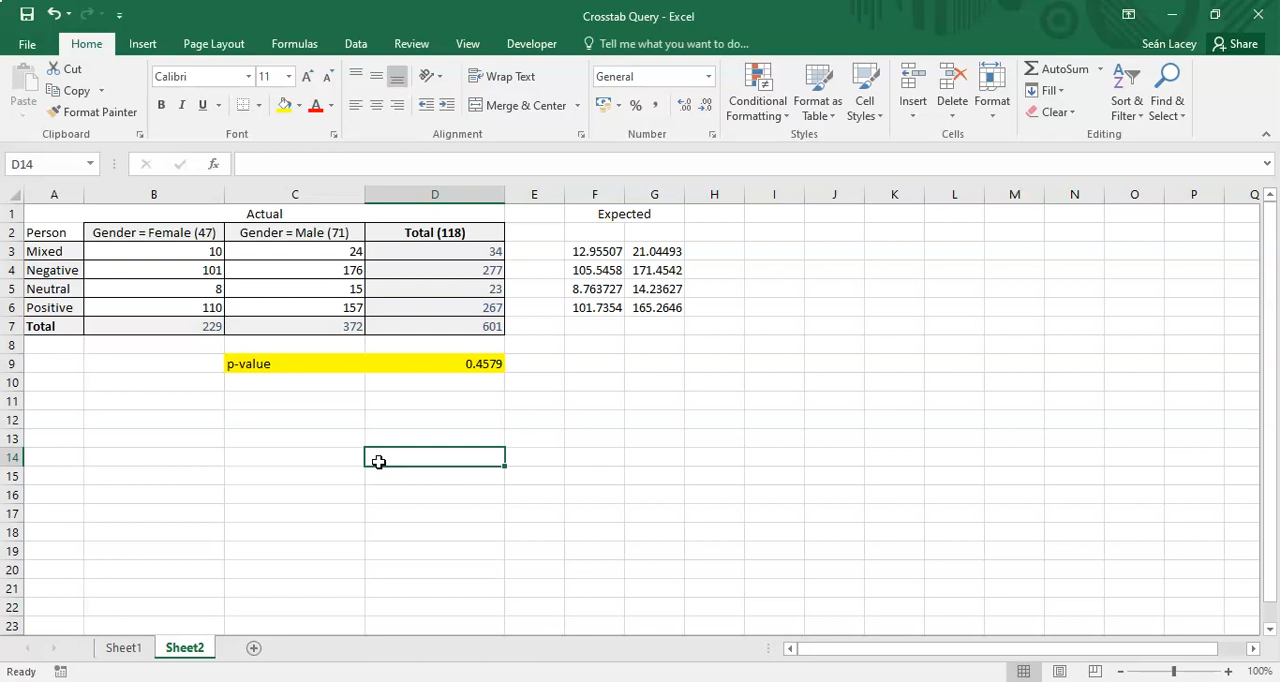 Crosstab Query - Excel
File Home Insert Page Layout Formulas Data Review View Developer Tell me what you want to do... Seán Lacey Share
Paste Cut Copy Format Painter
Calibri 11
B I U
Wrap Text
Merge & Center
General
Conditional Formatting Format as Table Cell Styles
Insert Delete Format
AutoSum Fill Clear
Sort & Filter Find & Select
Clipboard Font Alignment Number Styles Cells Editing
D14 fx
A B C D E F G H I J K L M N O P Q
1 Actual Expected
2 Person Gender = Female (47) Gender = Male (71) Total (118)
3 Mixed 10 24 34 12.95507 21.04493
4 Negative 101 176 277 105.5458 171.4542
5 Neutral 8 15 23 8.763727 14.23627
6 Positive 110 157 267 101.7354 165.2646
7 Total 229 372 601
8
9 p-value 0.4579
10
11
12
13
14
15
16
17
18
19
20
21
22
23
Sheet1 Sheet2
Ready 100%